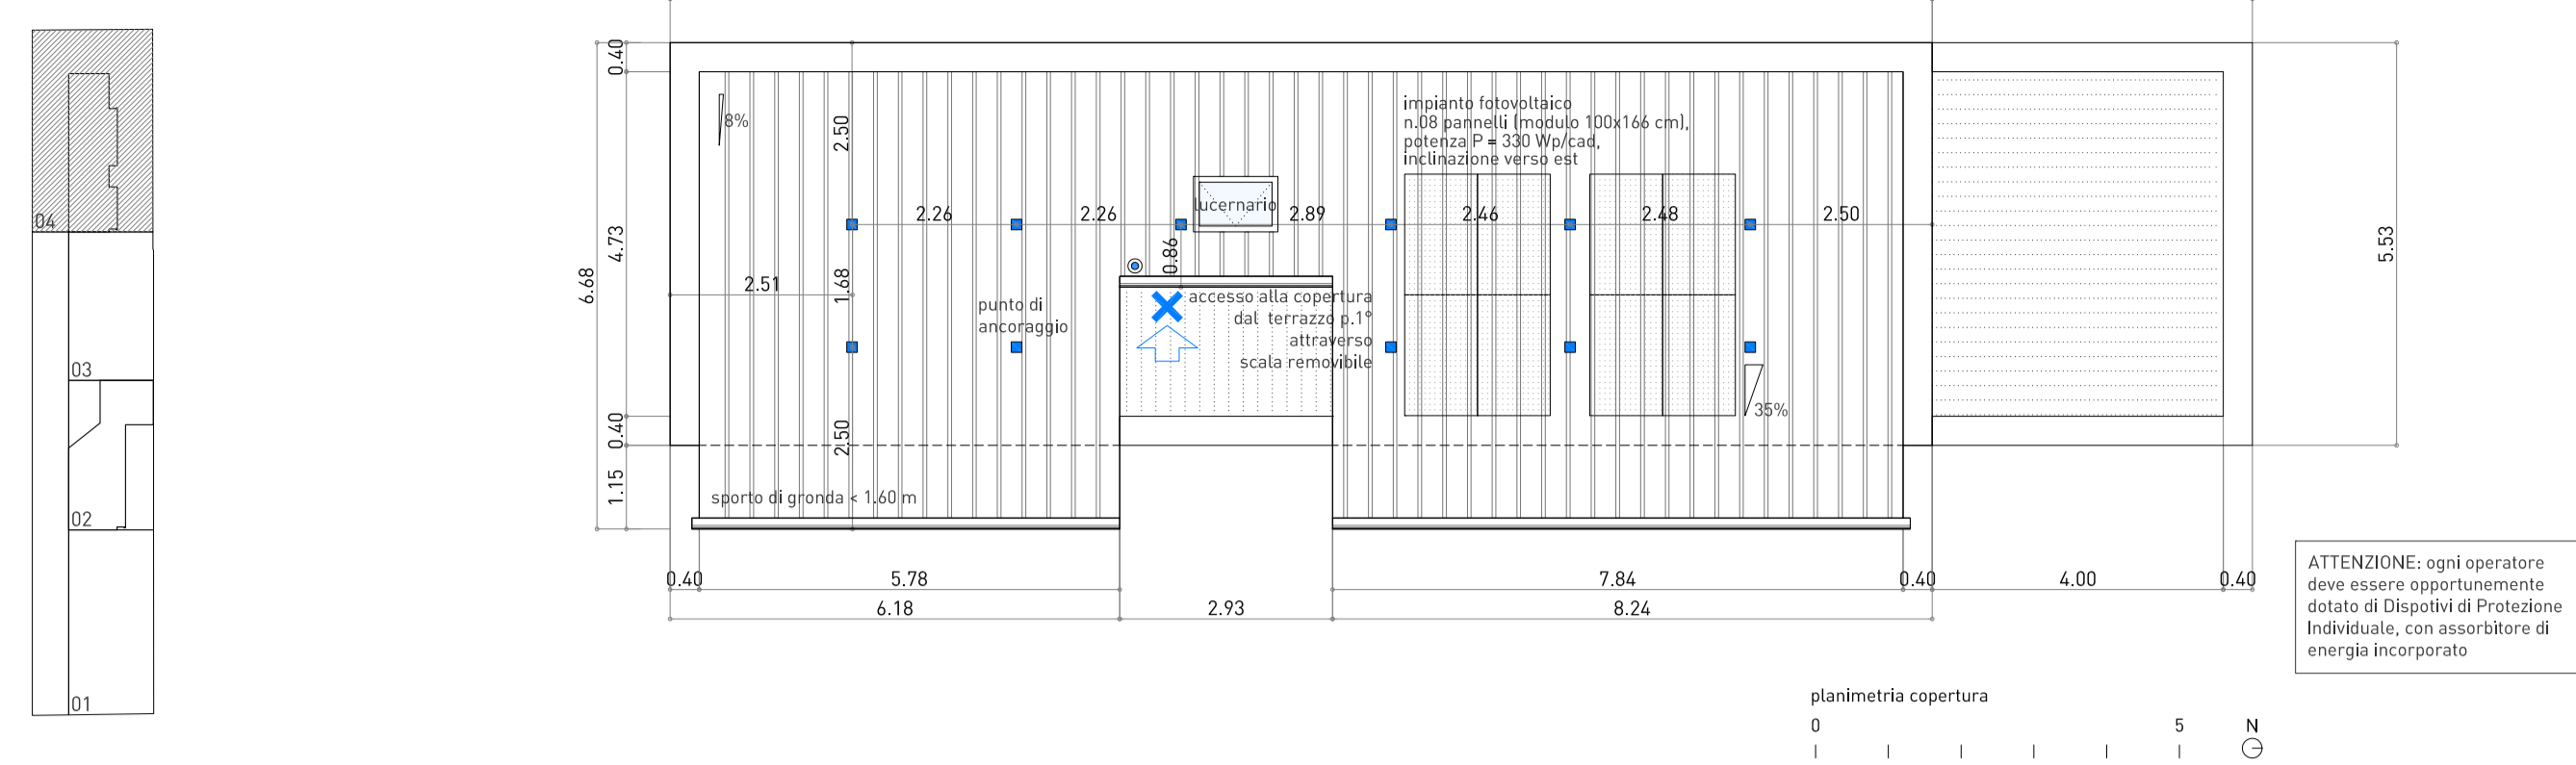 04
03
02
01
0.40
4.73
6.68
0.40
1.15
8%
2.50
2.51
1.68
2.50
2.26
2.26
lucernario
2.89
2.46
2.48
2.50
0.86
impianto fotovoltaico
n.08 pannelli (modulo 100x166 cm),
potenza P = 330 Wp/cad,
inclinazione verso est
punto di
ancoraggio
accesso alla copertura
dal terrazzo p.1°
attraverso
scala removibile
35%
5.53
sporto di gronda < 1.60 m
0.40
5.78
7.84
0.40
4.00
0.40
6.18
2.93
8.24
ATTENZIONE: ogni operatore
deve essere opportunemente
dotato di Dispotivi di Protezione
Individuale, con assorbitore di
energia incorporato
planimetria copertura
0 5 N